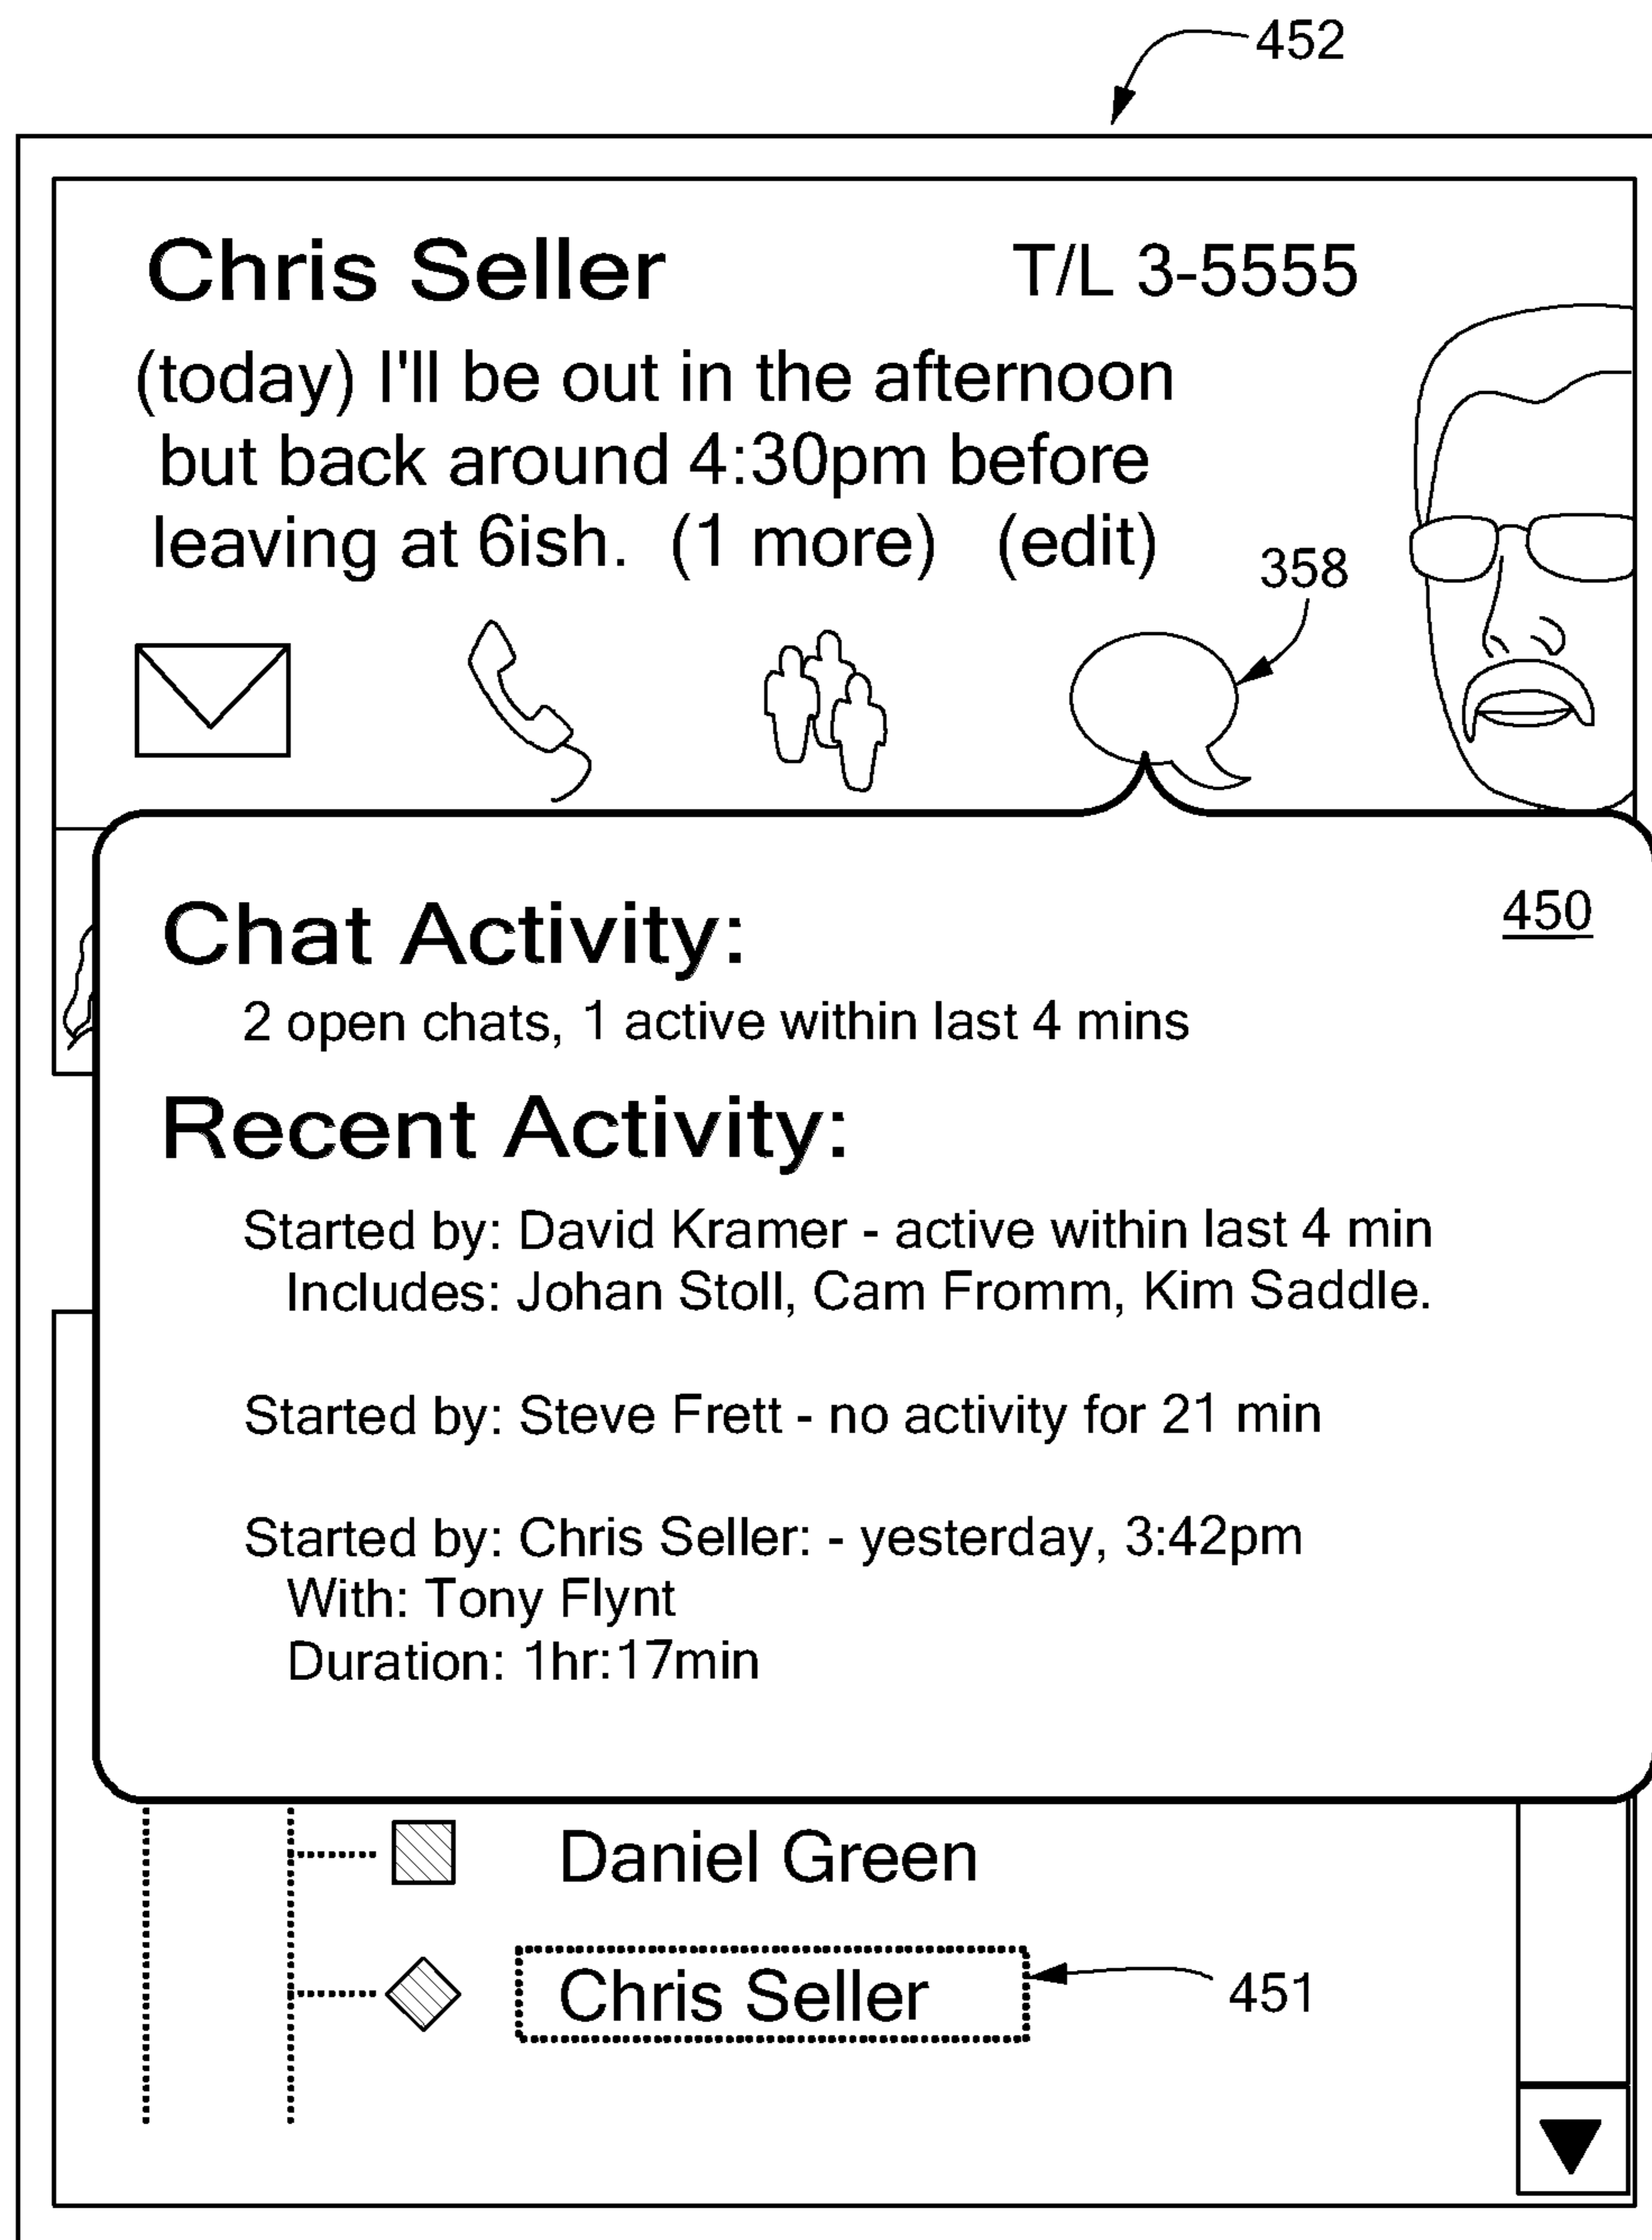 452
Chris Seller T/L 3-5555
(today) I'll be out in the afternoon
but back around 4:30pm before
leaving at 6ish. (1 more) (edit)
358
450
Chat Activity:
2 open chats, 1 active within last 4 mins
Recent Activity:
Started by: David Kramer - active within last 4 min
Includes: Johan Stoll, Cam Fromm, Kim Saddle.
Started by: Steve Frett - no activity for 21 min
Started by: Chris Seller: - yesterday, 3:42pm
With: Tony Flynt
Duration: 1hr:17min
Daniel Green
Chris Seller
451